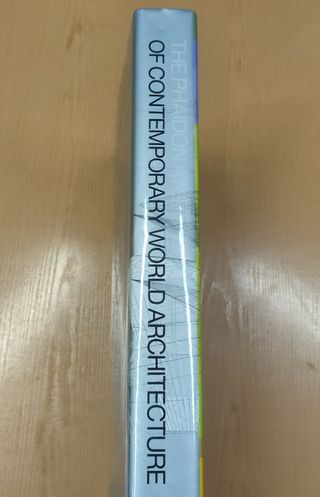 THE PHAIDON
OF CONTEMPORARY WORLD ARCHITECTURE